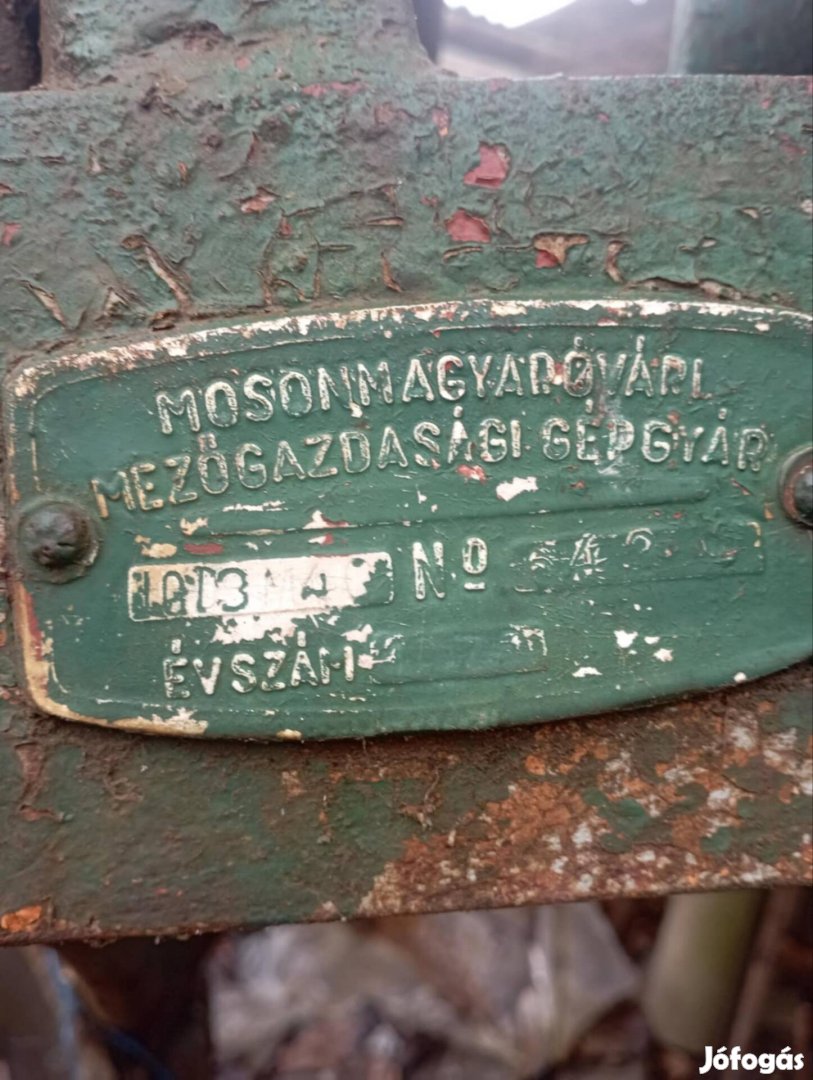 MOSONMAGYARÓVÁRI
MEZŐGAZDASÁGI GÉPGYÁR
Nº
ÉVSZÁM
Jófogás